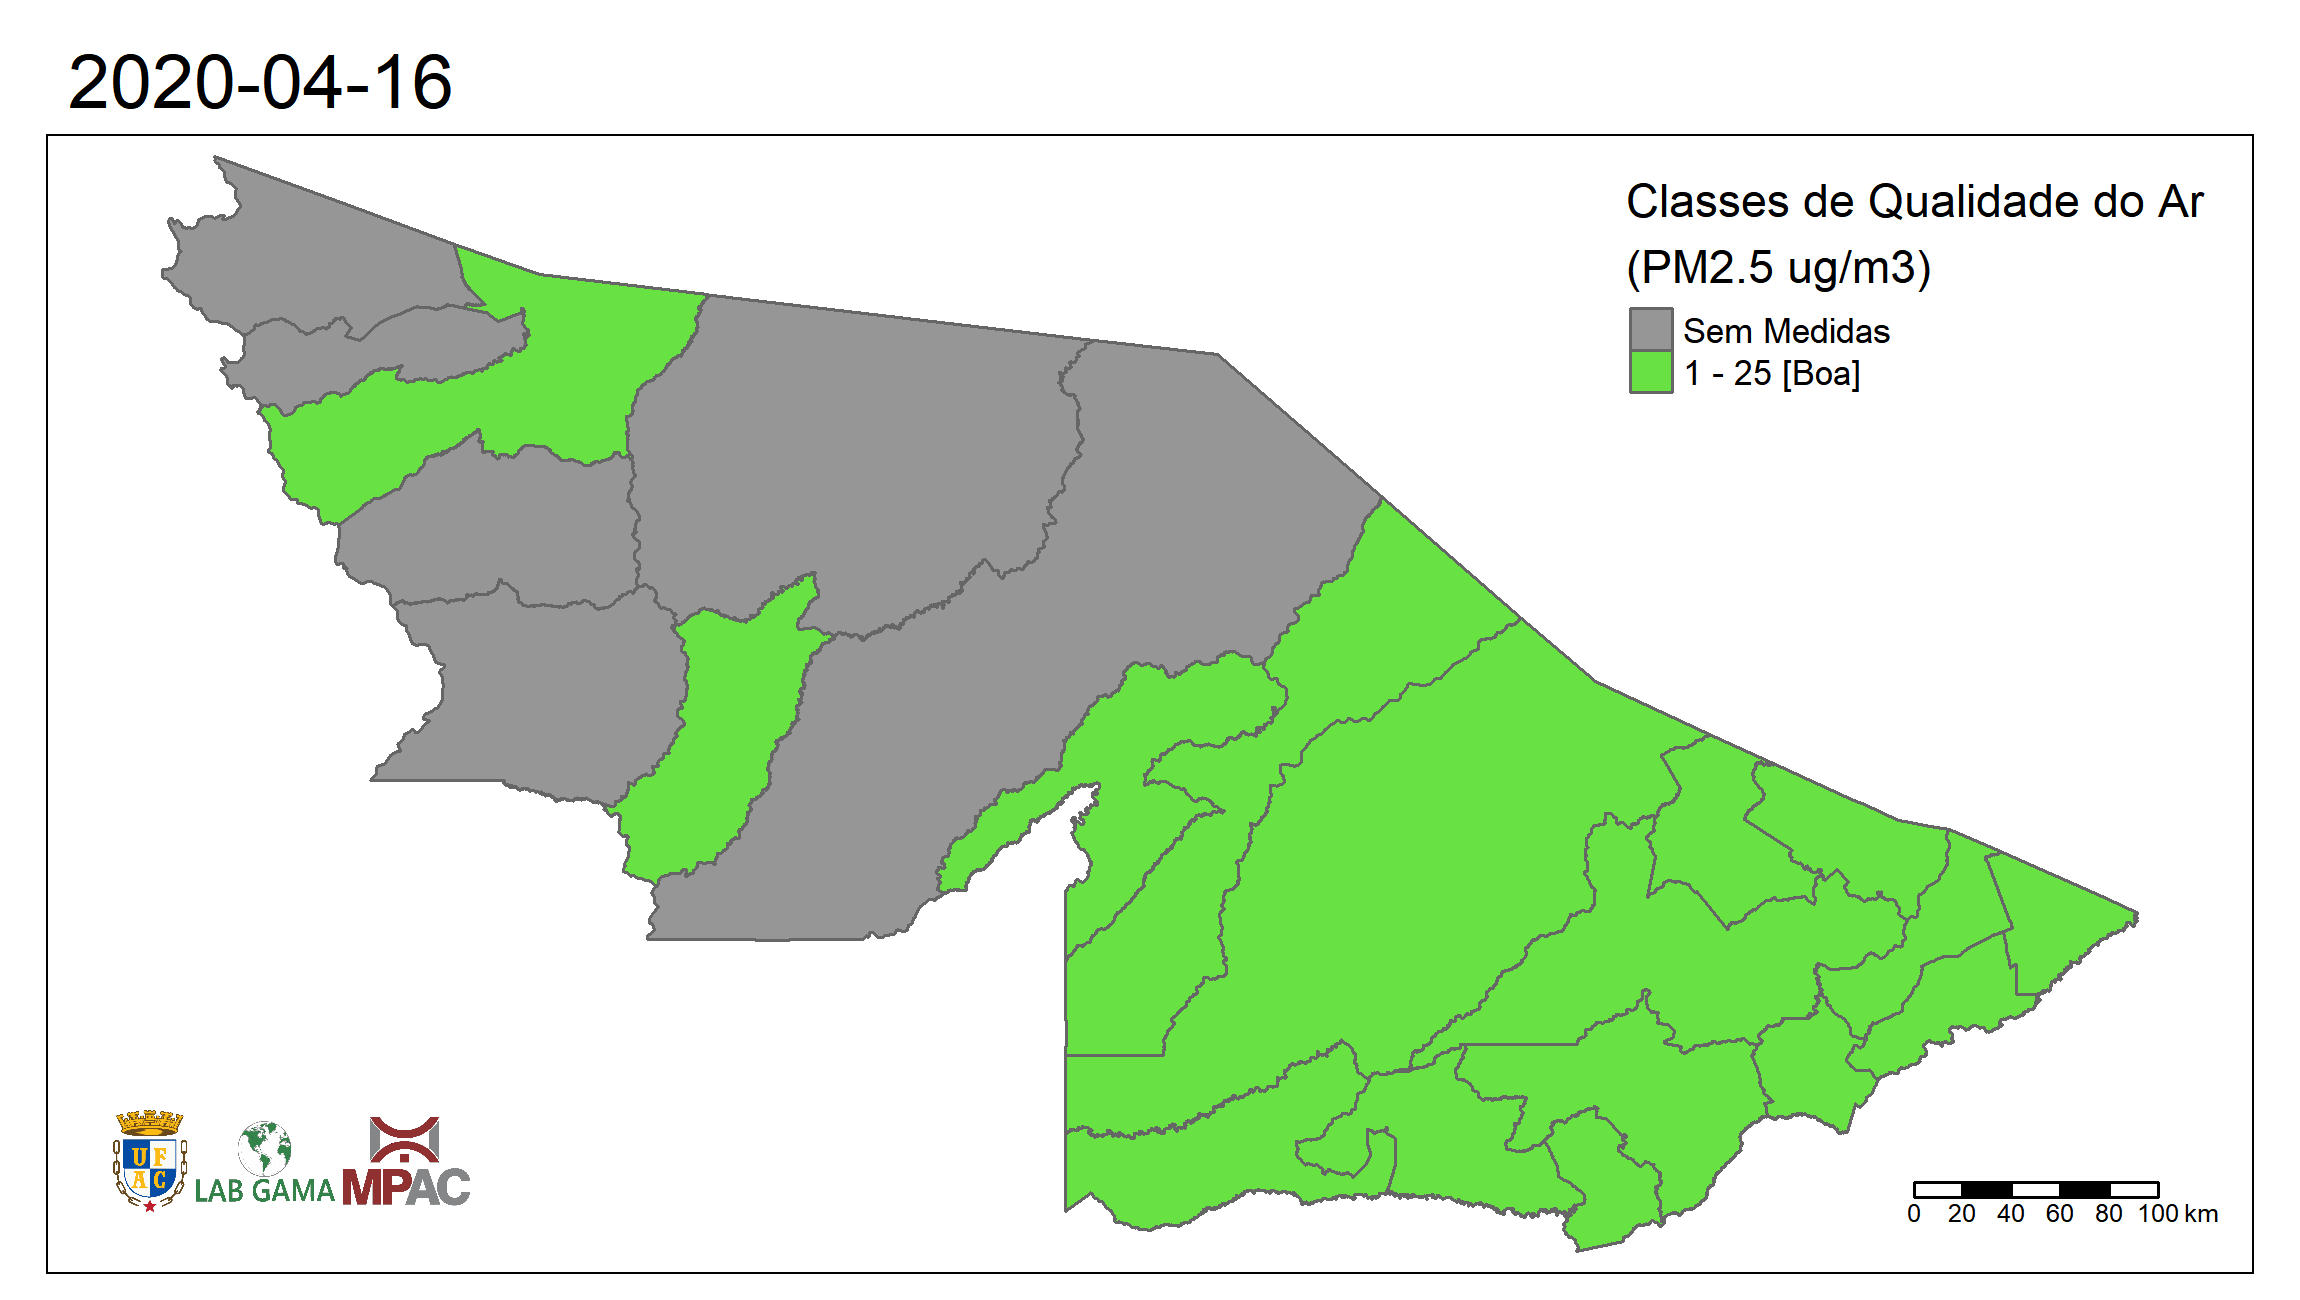 2020-04-16
Classes de Qualidade do Ar
(PM2.5 ug/m3)
Sem Medidas
1 - 25 [Boa]
U F
A C
LAB GAMA
MPAC
0 20 40 60 80 100 km